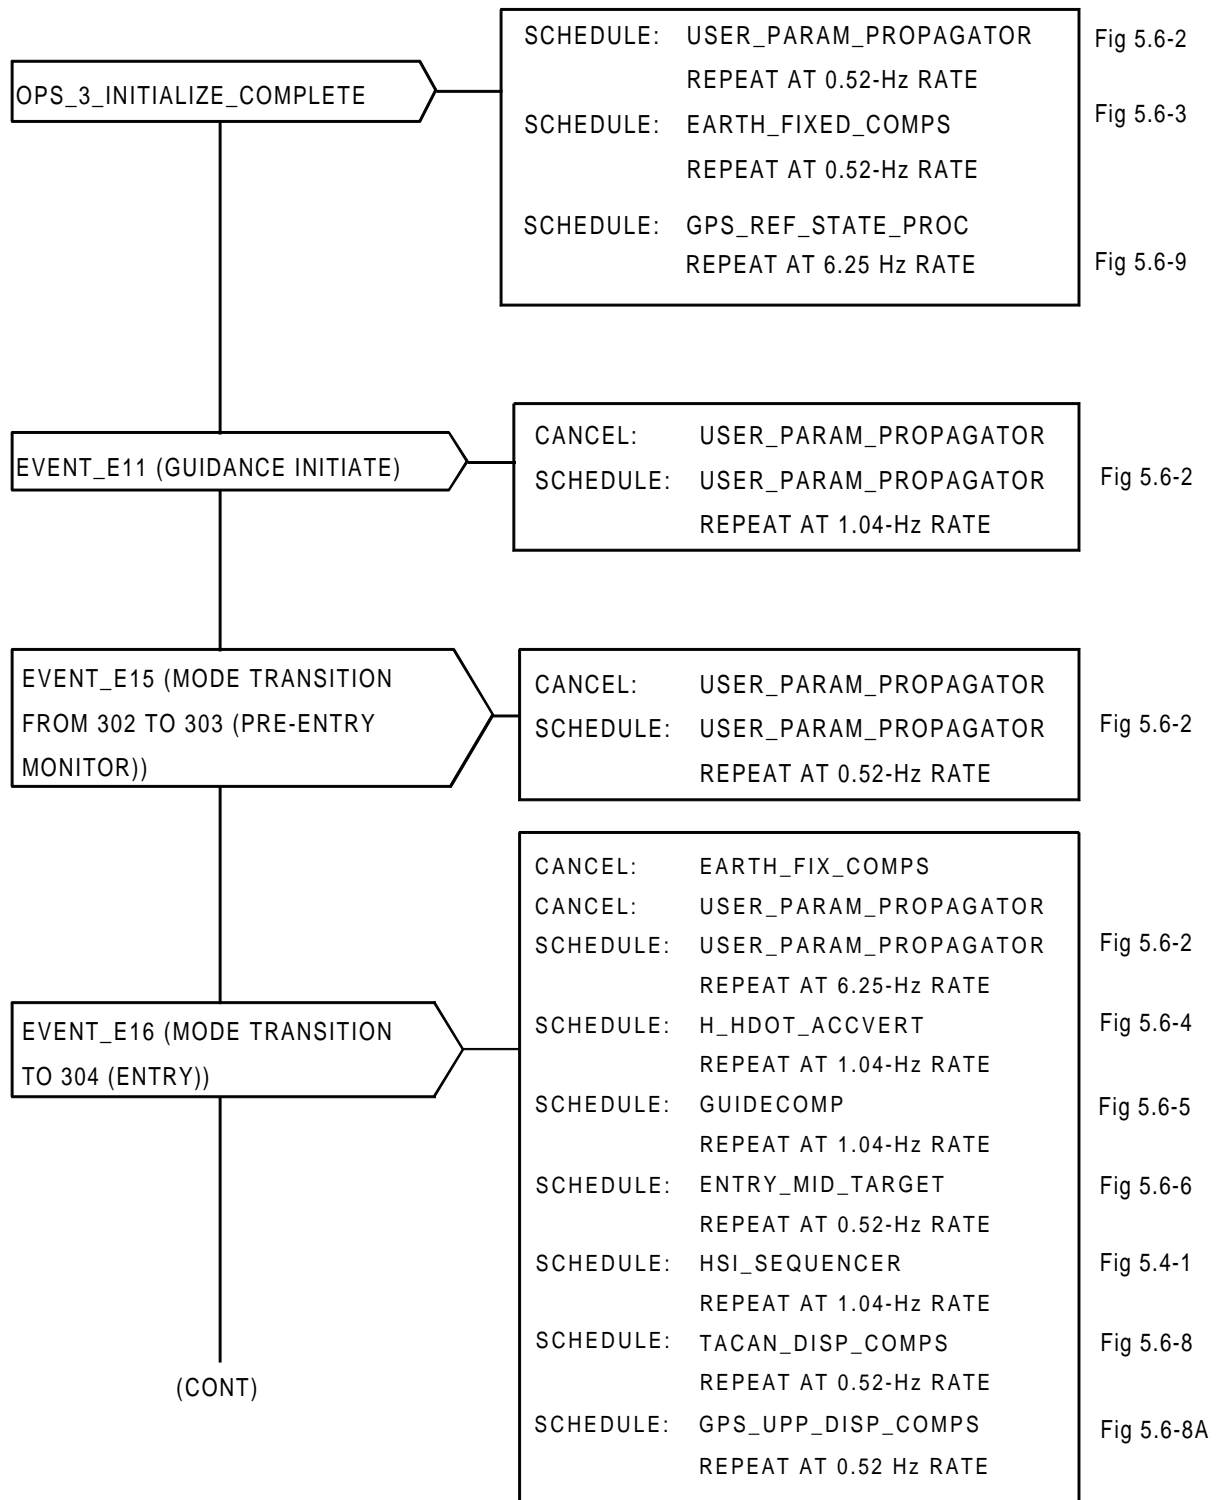 OPS_3_INITIALIZE_COMPLETE
SCHEDULE: USER_PARAM_PROPAGATOR Fig 5.6-2
REPEAT AT 0.52-Hz RATE
SCHEDULE: EARTH_FIXED_COMPS Fig 5.6-3
REPEAT AT 0.52-Hz RATE
SCHEDULE: GPS_REF_STATE_PROC
REPEAT AT 6.25 Hz RATE Fig 5.6-9
EVENT_E11 (GUIDANCE INITIATE)
CANCEL: USER_PARAM_PROPAGATOR
SCHEDULE: USER_PARAM_PROPAGATOR Fig 5.6-2
REPEAT AT 1.04-Hz RATE
EVENT_E15 (MODE TRANSITION
FROM 302 TO 303 (PRE-ENTRY
MONITOR))
CANCEL: USER_PARAM_PROPAGATOR
SCHEDULE: USER_PARAM_PROPAGATOR Fig 5.6-2
REPEAT AT 0.52-Hz RATE
EVENT_E16 (MODE TRANSITION
TO 304 (ENTRY))
CANCEL: EARTH_FIX_COMPS
CANCEL: USER_PARAM_PROPAGATOR
SCHEDULE: USER_PARAM_PROPAGATOR Fig 5.6-2
REPEAT AT 6.25-Hz RATE
SCHEDULE: H_HDOT_ACCVERT Fig 5.6-4
REPEAT AT 1.04-Hz RATE
SCHEDULE: GUIDECOMP Fig 5.6-5
REPEAT AT 1.04-Hz RATE
SCHEDULE: ENTRY_MID_TARGET Fig 5.6-6
REPEAT AT 0.52-Hz RATE
SCHEDULE: HSI_SEQUENCER Fig 5.4-1
REPEAT AT 1.04-Hz RATE
SCHEDULE: TACAN_DISP_COMPS Fig 5.6-8
REPEAT AT 0.52-Hz RATE
SCHEDULE: GPS_UPP_DISP_COMPS Fig 5.6-8A
REPEAT AT 0.52 Hz RATE
(CONT)